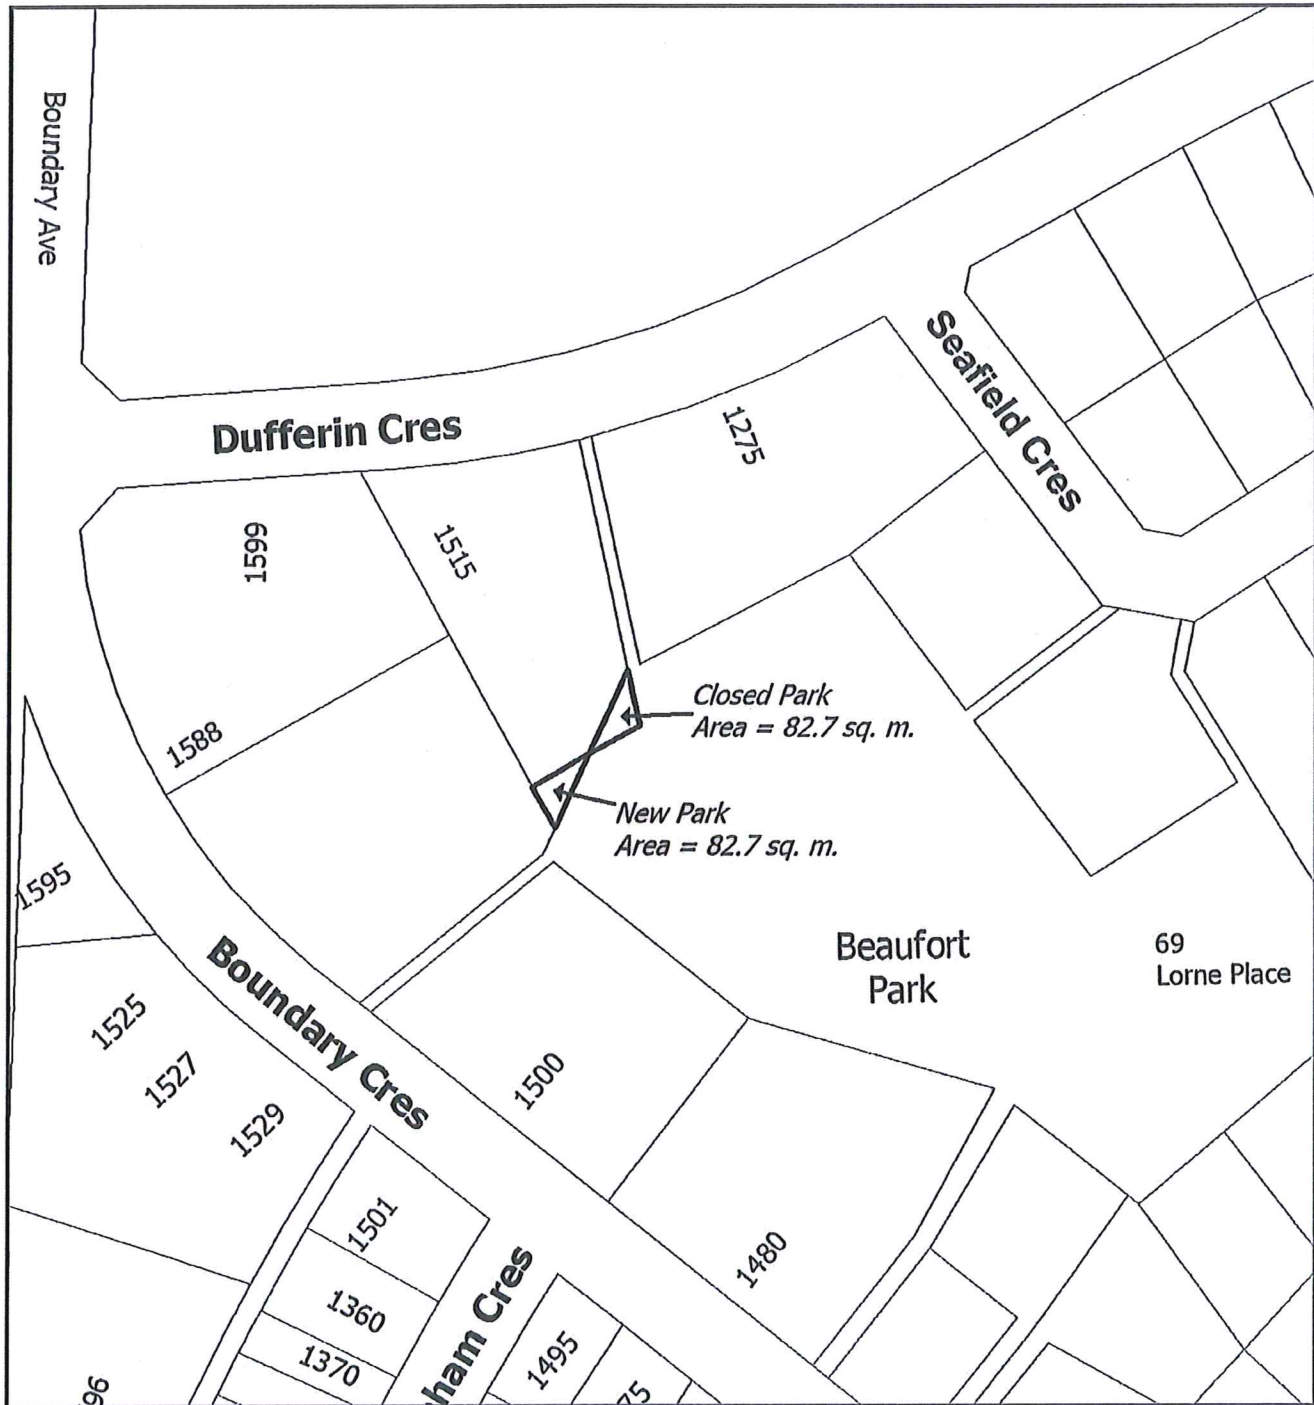 Boundary Ave
Seafield Cres
Dufferin Cres
1275
1599
1515
Closed Park
Area = 82.7 sq. m.
1588
New Park
Area = 82.7 sq. m.
1595
Beaufort
Park
69
Lorne Place
Boundary Cres
1525
1527
1529
1500
1501
1480
1360
1370
ham Cres
1495
75
96